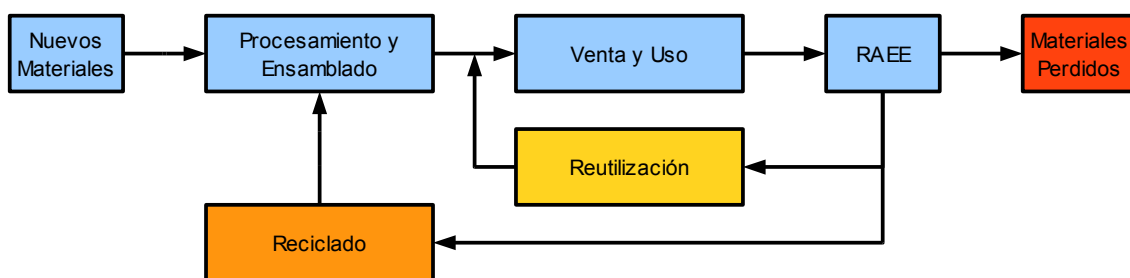 Nuevos
Materiales
Procesamiento y
Ensamblado
Venta y Uso
RAEE
Materiales
Perdidos
Reutilización
Reciclado